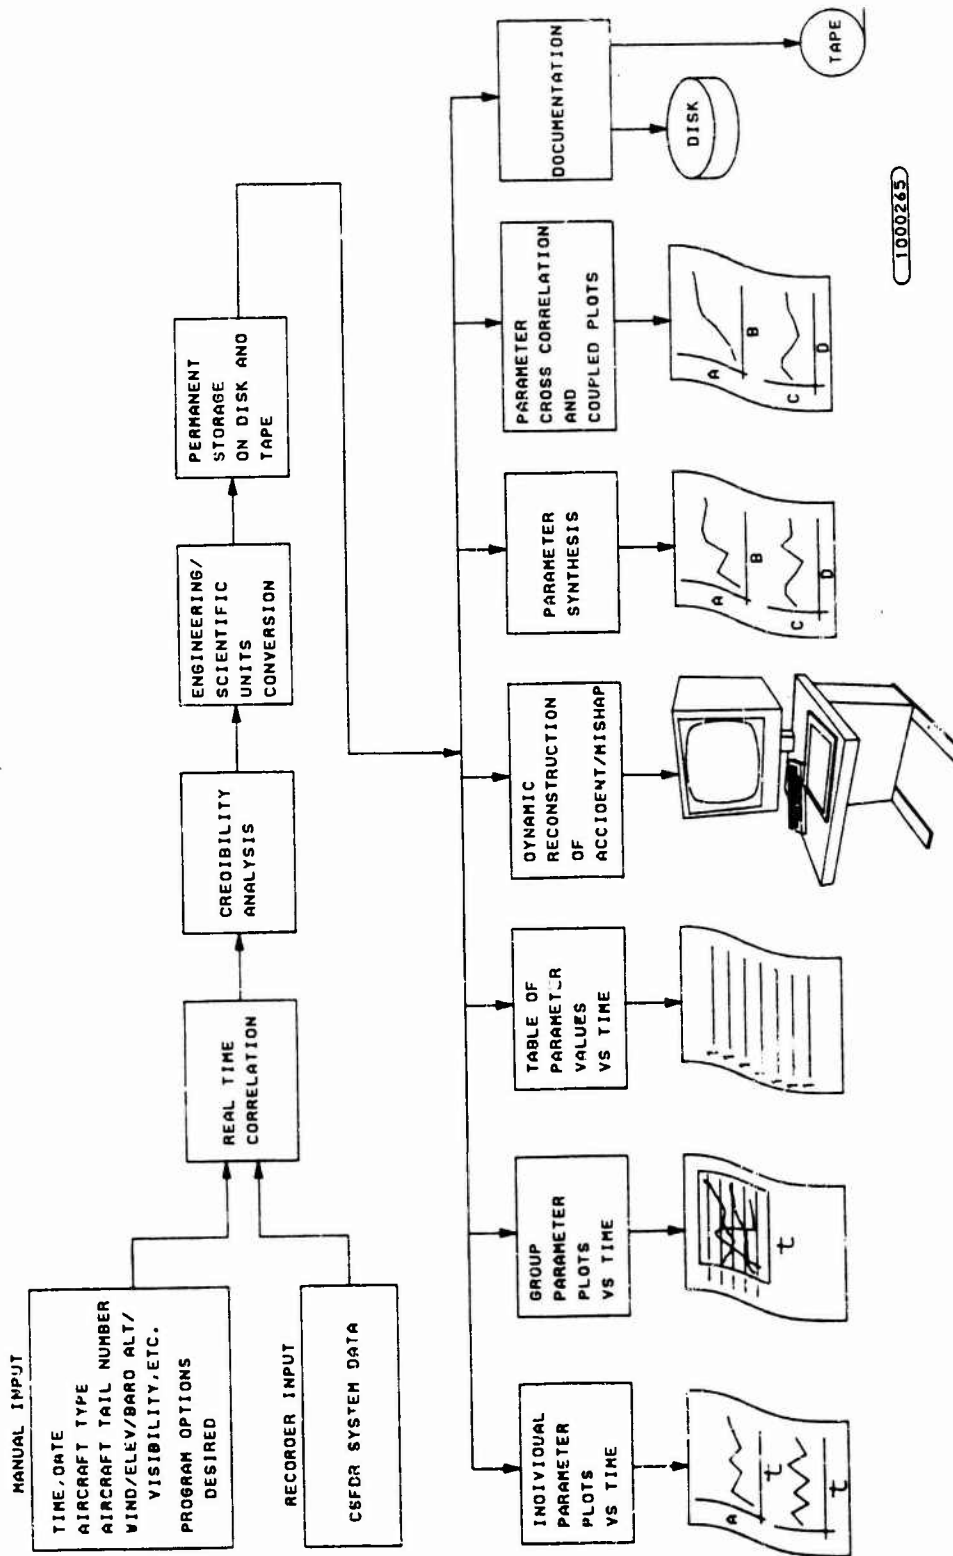 MANUAL INPUT
TIME, DATE
AIRCRAFT TYPE
AIRCRAFT TAIL NUMBER
WIND/ELEV/BARO ALT/
VISIBILITY, ETC.
PROGRAM OPTIONS
DESIRED
RECORDER INPUT
CSFDR SYSTEM DATA
REAL TIME
CORRELATION
CREDIBILITY
ANALYSIS
ENGINEERING/
SCIENTIFIC
UNITS
CONVERSION
PERMANENT
STORAGE
ON DISK AND
TAPE
INDIVIDUAL
PARAMETER
PLOTS
VS TIME
A
t
t
GROUP
PARAMETER
PLOTS
VS TIME
t
TABLE OF
PARAMETER
VALUES
VS TIME
DYNAMIC
RECONSTRUCTION
OF
ACCIDENT/MISHAP
PARAMETER
SYNTHESIS
A
B
C
D
PARAMETER
CROSS CORRELATION
AND
COUPLED PLOTS
A
B
C
D
DOCUMENTATION
DISK
TAPE
1000265